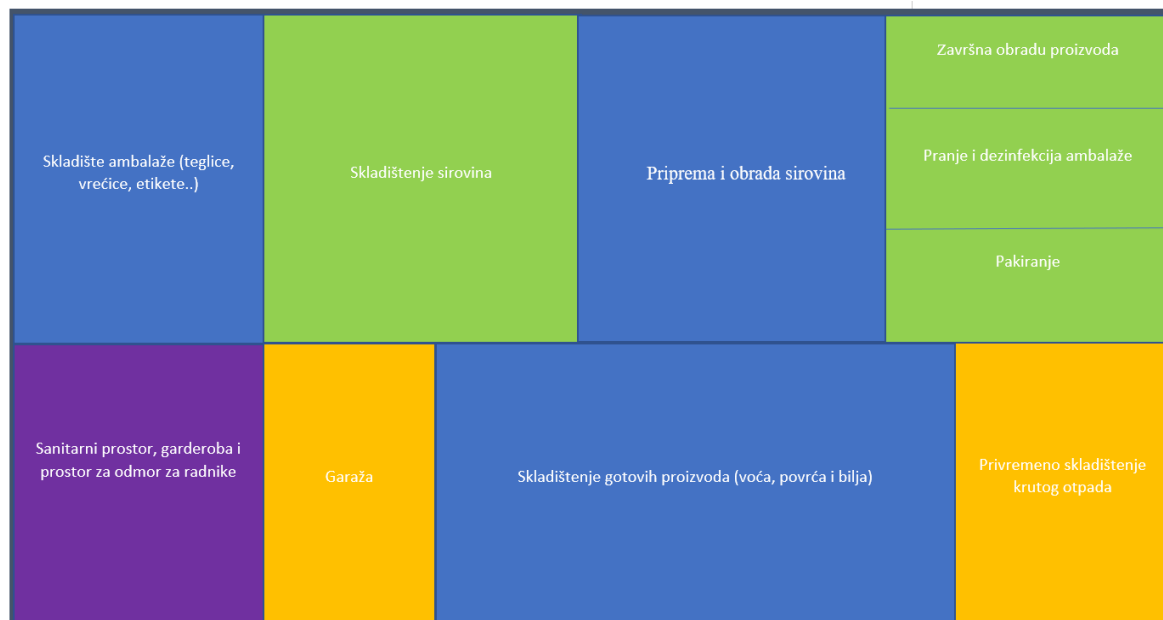 Skladište ambalaže (teglice,
vrećice, etikete..)
Skladištenje sirovina
Priprema i obrada sirovina
Završna obradu proizvoda
Pranje i dezinfekcija ambalaže
Pakiranje
Sanitarni prostor, garderoba i
prostor za odmor za radnike
Garaža
Skladištenje gotovih proizvoda (voća, povrća i bilja)
Privremeno skladištenje
krutog otpada